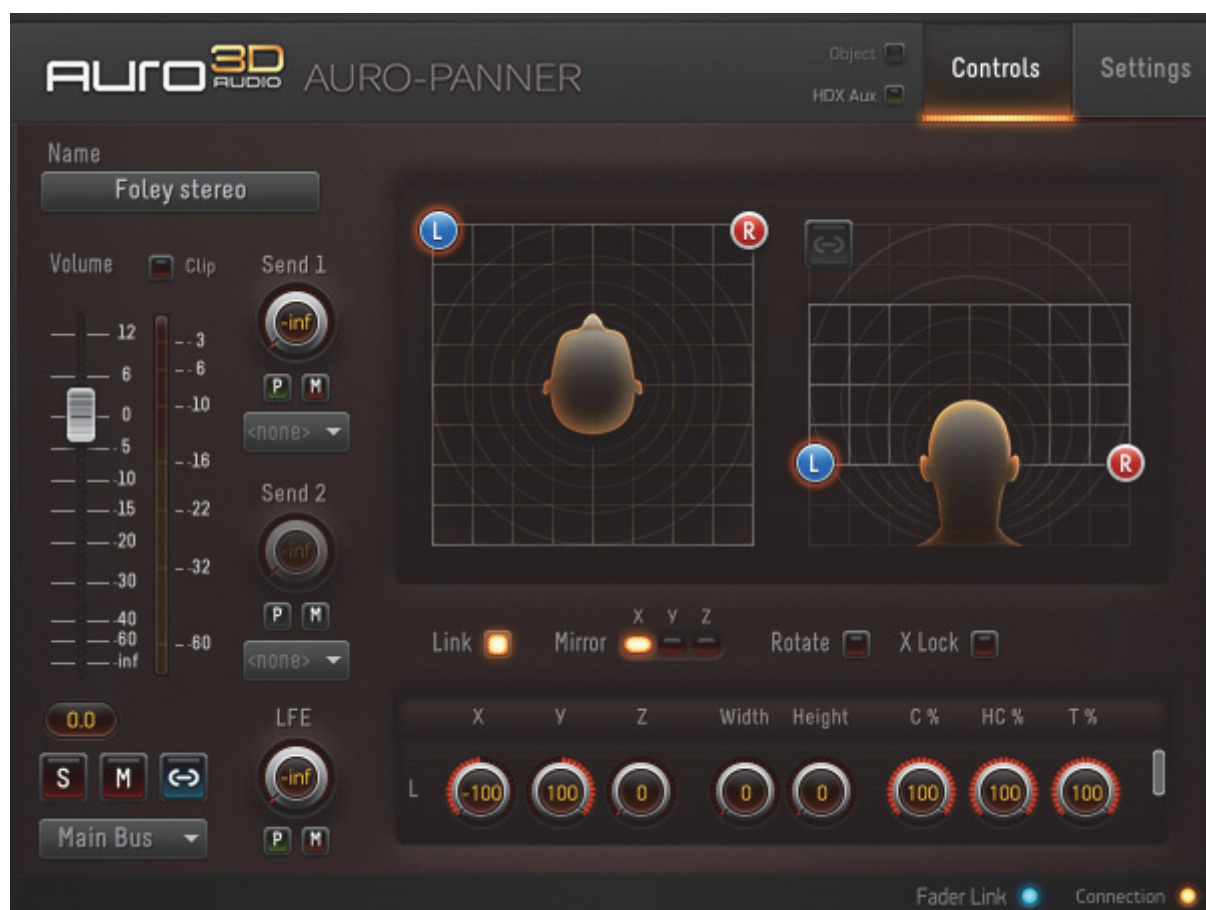 AURO 3D AUDIO AURO-PANNER
Object
HDX Aux
Controls
Settings
Name
Foley stereo
Volume
Clip
Send 1
12
6
0
-5
-10
-15
-20
-30
-40
-60
-inf
-3
-6
-10
-16
-22
-32
-60
-inf
P M
<none>
Send 2
-inf
P M
<none>
0.0
S M
Main Bus
LFE
-inf
P M
L R
L R
Link
Mirror
X Y Z
Rotate
X Lock
X Y Z Width Height C % HC % T %
L -100 100 0 0 0 100 100 100
Fader Link
Connection